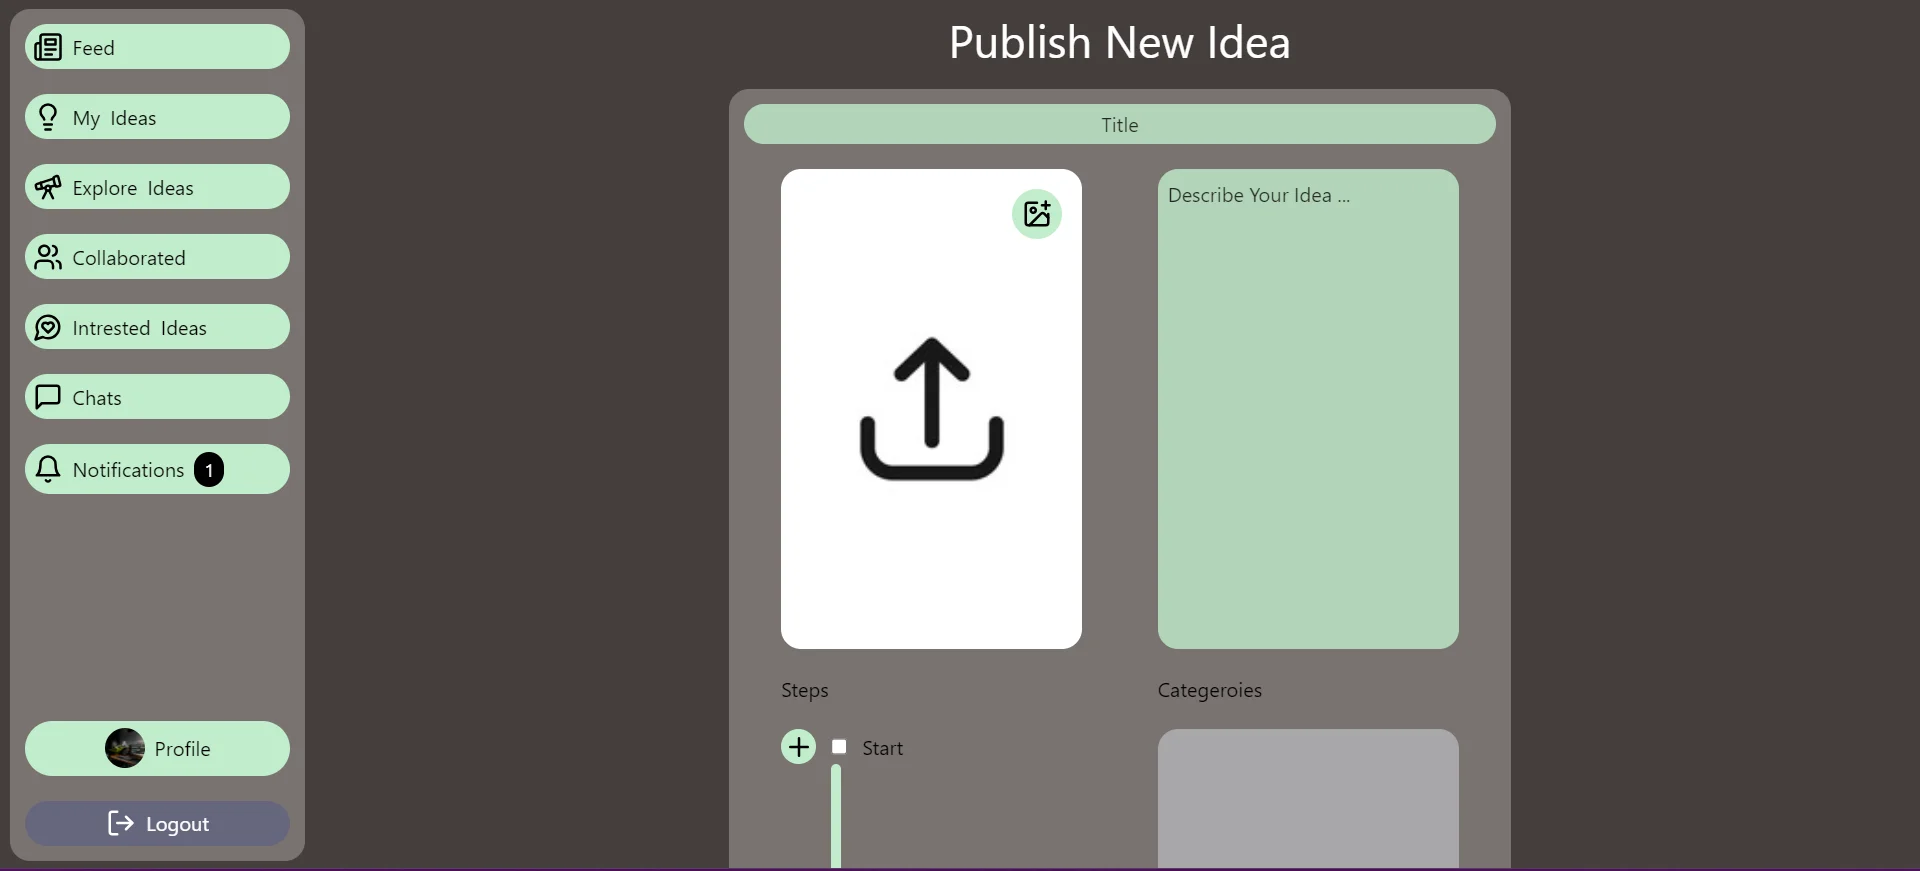 Feed
My Ideas
Explore Ideas
Collaborated
Intrested Ideas
Chats
Notifications 1
Profile
Logout
Publish New Idea
Title
Describe Your Idea ...
Steps
Categeroies
Start